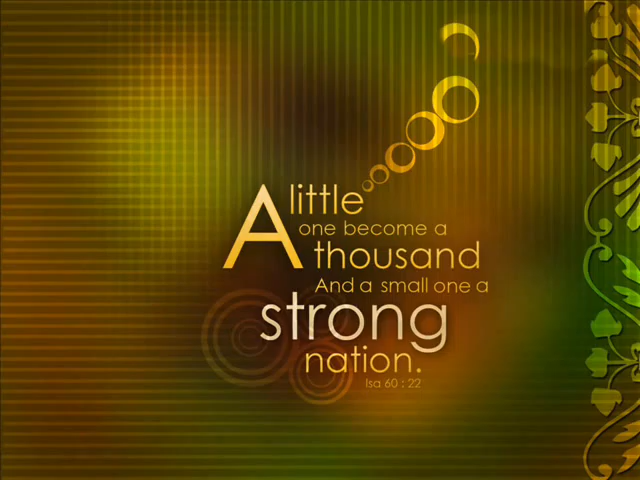 A little
one become a
thousand
And a small one a
strong
nation.
Isa 60 : 22